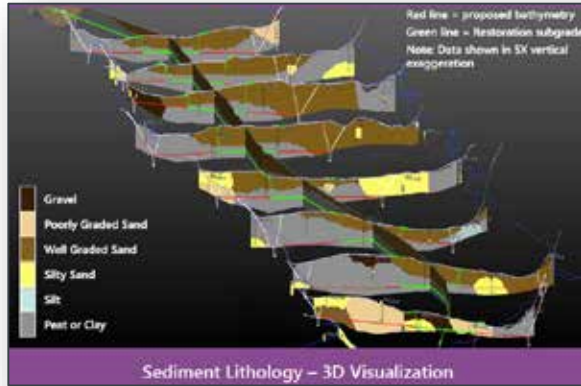 Red line = proposed bathymetry
Green line = Restoration subgrade
Note: Data shown in 5X vertical
exaggeration
Gravel
Poorly Graded Sand
Well Graded Sand
Silty Sand
Silt
Peat or Clay
Sediment Lithology – 3D Visualization